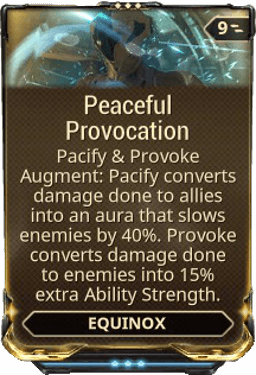 9
Peaceful
Provocation
Pacify & Provoke
Augment: Pacify converts
damage done to allies
into an aura that slows
enemies by 40%. Provoke
converts damage done
to enemies into 15%
extra Ability Strength.
EQUINOX